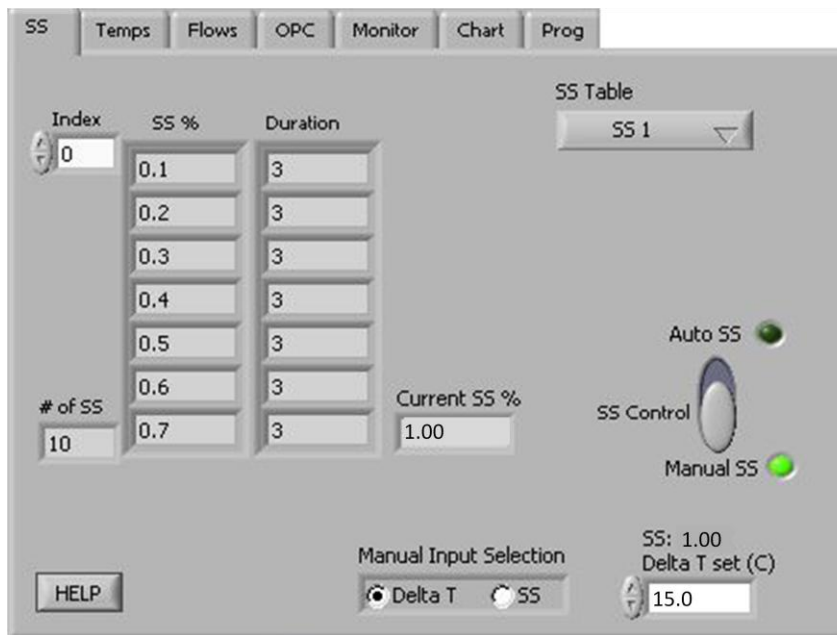 SS Temps Flows OPC Monitor Chart Prog
SS Table
SS 1
Index SS % Duration
0
0.1 3
0.2 3
0.3 3
0.4 3
0.5 3
0.6 3
0.7 3
# of SS
10
Current SS %
1.00
Auto SS
SS Control
Manual SS
SS: 1.00
Manual Input Selection
Delta T SS
Delta T set (C)
15.0
HELP